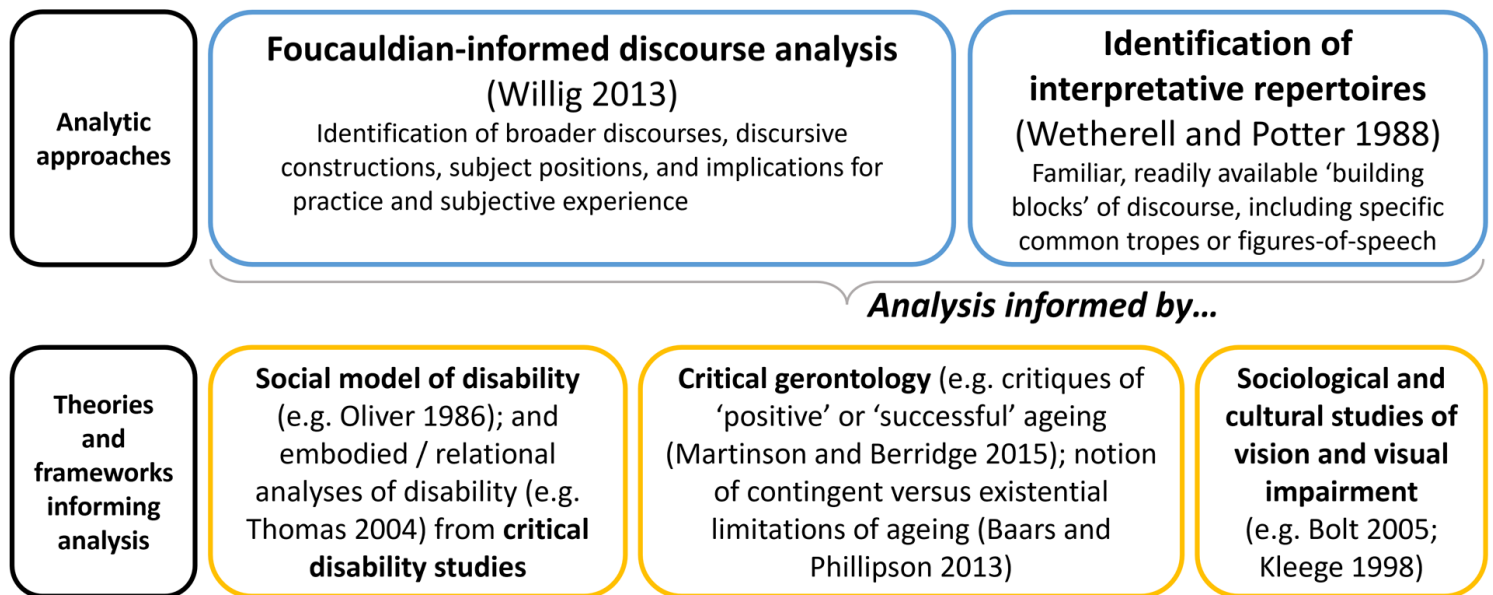 Analytic
approaches
Foucauldian-informed discourse analysis
(Willig 2013)
Identification of broader discourses, discursive
constructions, subject positions, and implications for
practice and subjective experience
Identification of
interpretative repertoires
(Wetherell and Potter 1988)
Familiar, readily available ‘building
blocks’ of discourse, including specific
common tropes or figures-of-speech
Analysis informed by…
Theories
and
frameworks
informing
analysis
Social model of disability
(e.g. Oliver 1986); and
embodied / relational
analyses of disability (e.g.
Thomas 2004) from critical
disability studies
Critical gerontology (e.g. critiques of
‘positive’ or ‘successful’ ageing
(Martinson and Berridge 2015); notion
of contingent versus existential
limitations of ageing (Baars and
Phillipson 2013)
Sociological and
cultural studies of
vision and visual
impairment
(e.g. Bolt 2005;
Kleege 1998)